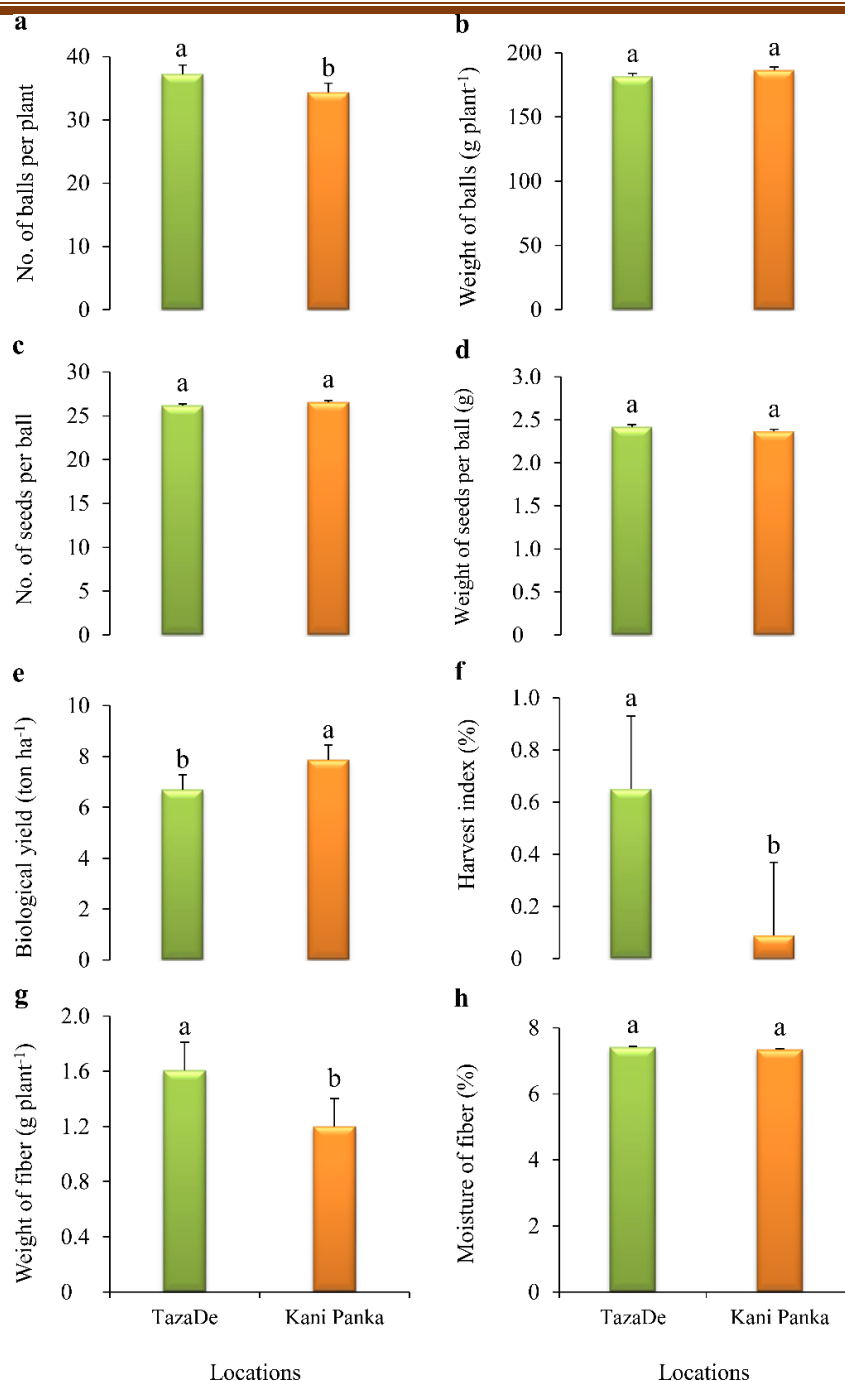 a
No. of balls per plant
40
30
20
10
0
a
b
b
Weight of balls (g plant-1)
200
150
100
50
0
a
a
c
No. of seeds per ball
30
25
20
15
10
5
0
a
a
d
Weight of seeds per ball (g)
3.0
2.5
2.0
1.5
1.0
0.5
0
a
a
e
Biological yield (ton ha-1)
10
8
6
4
2
0
b
a
f
Harvest index (%)
1.0
0.8
0.6
0.4
0.2
0
a
b
g
Weight of fiber (g plant-1)
2.0
1.6
1.2
0.8
0.4
0
a
b
TazaDe Kani Panka
Locations
h
Moisture of fiber (%)
8
6
4
2
0
a
a
TazaDe Kani Panka
Locations